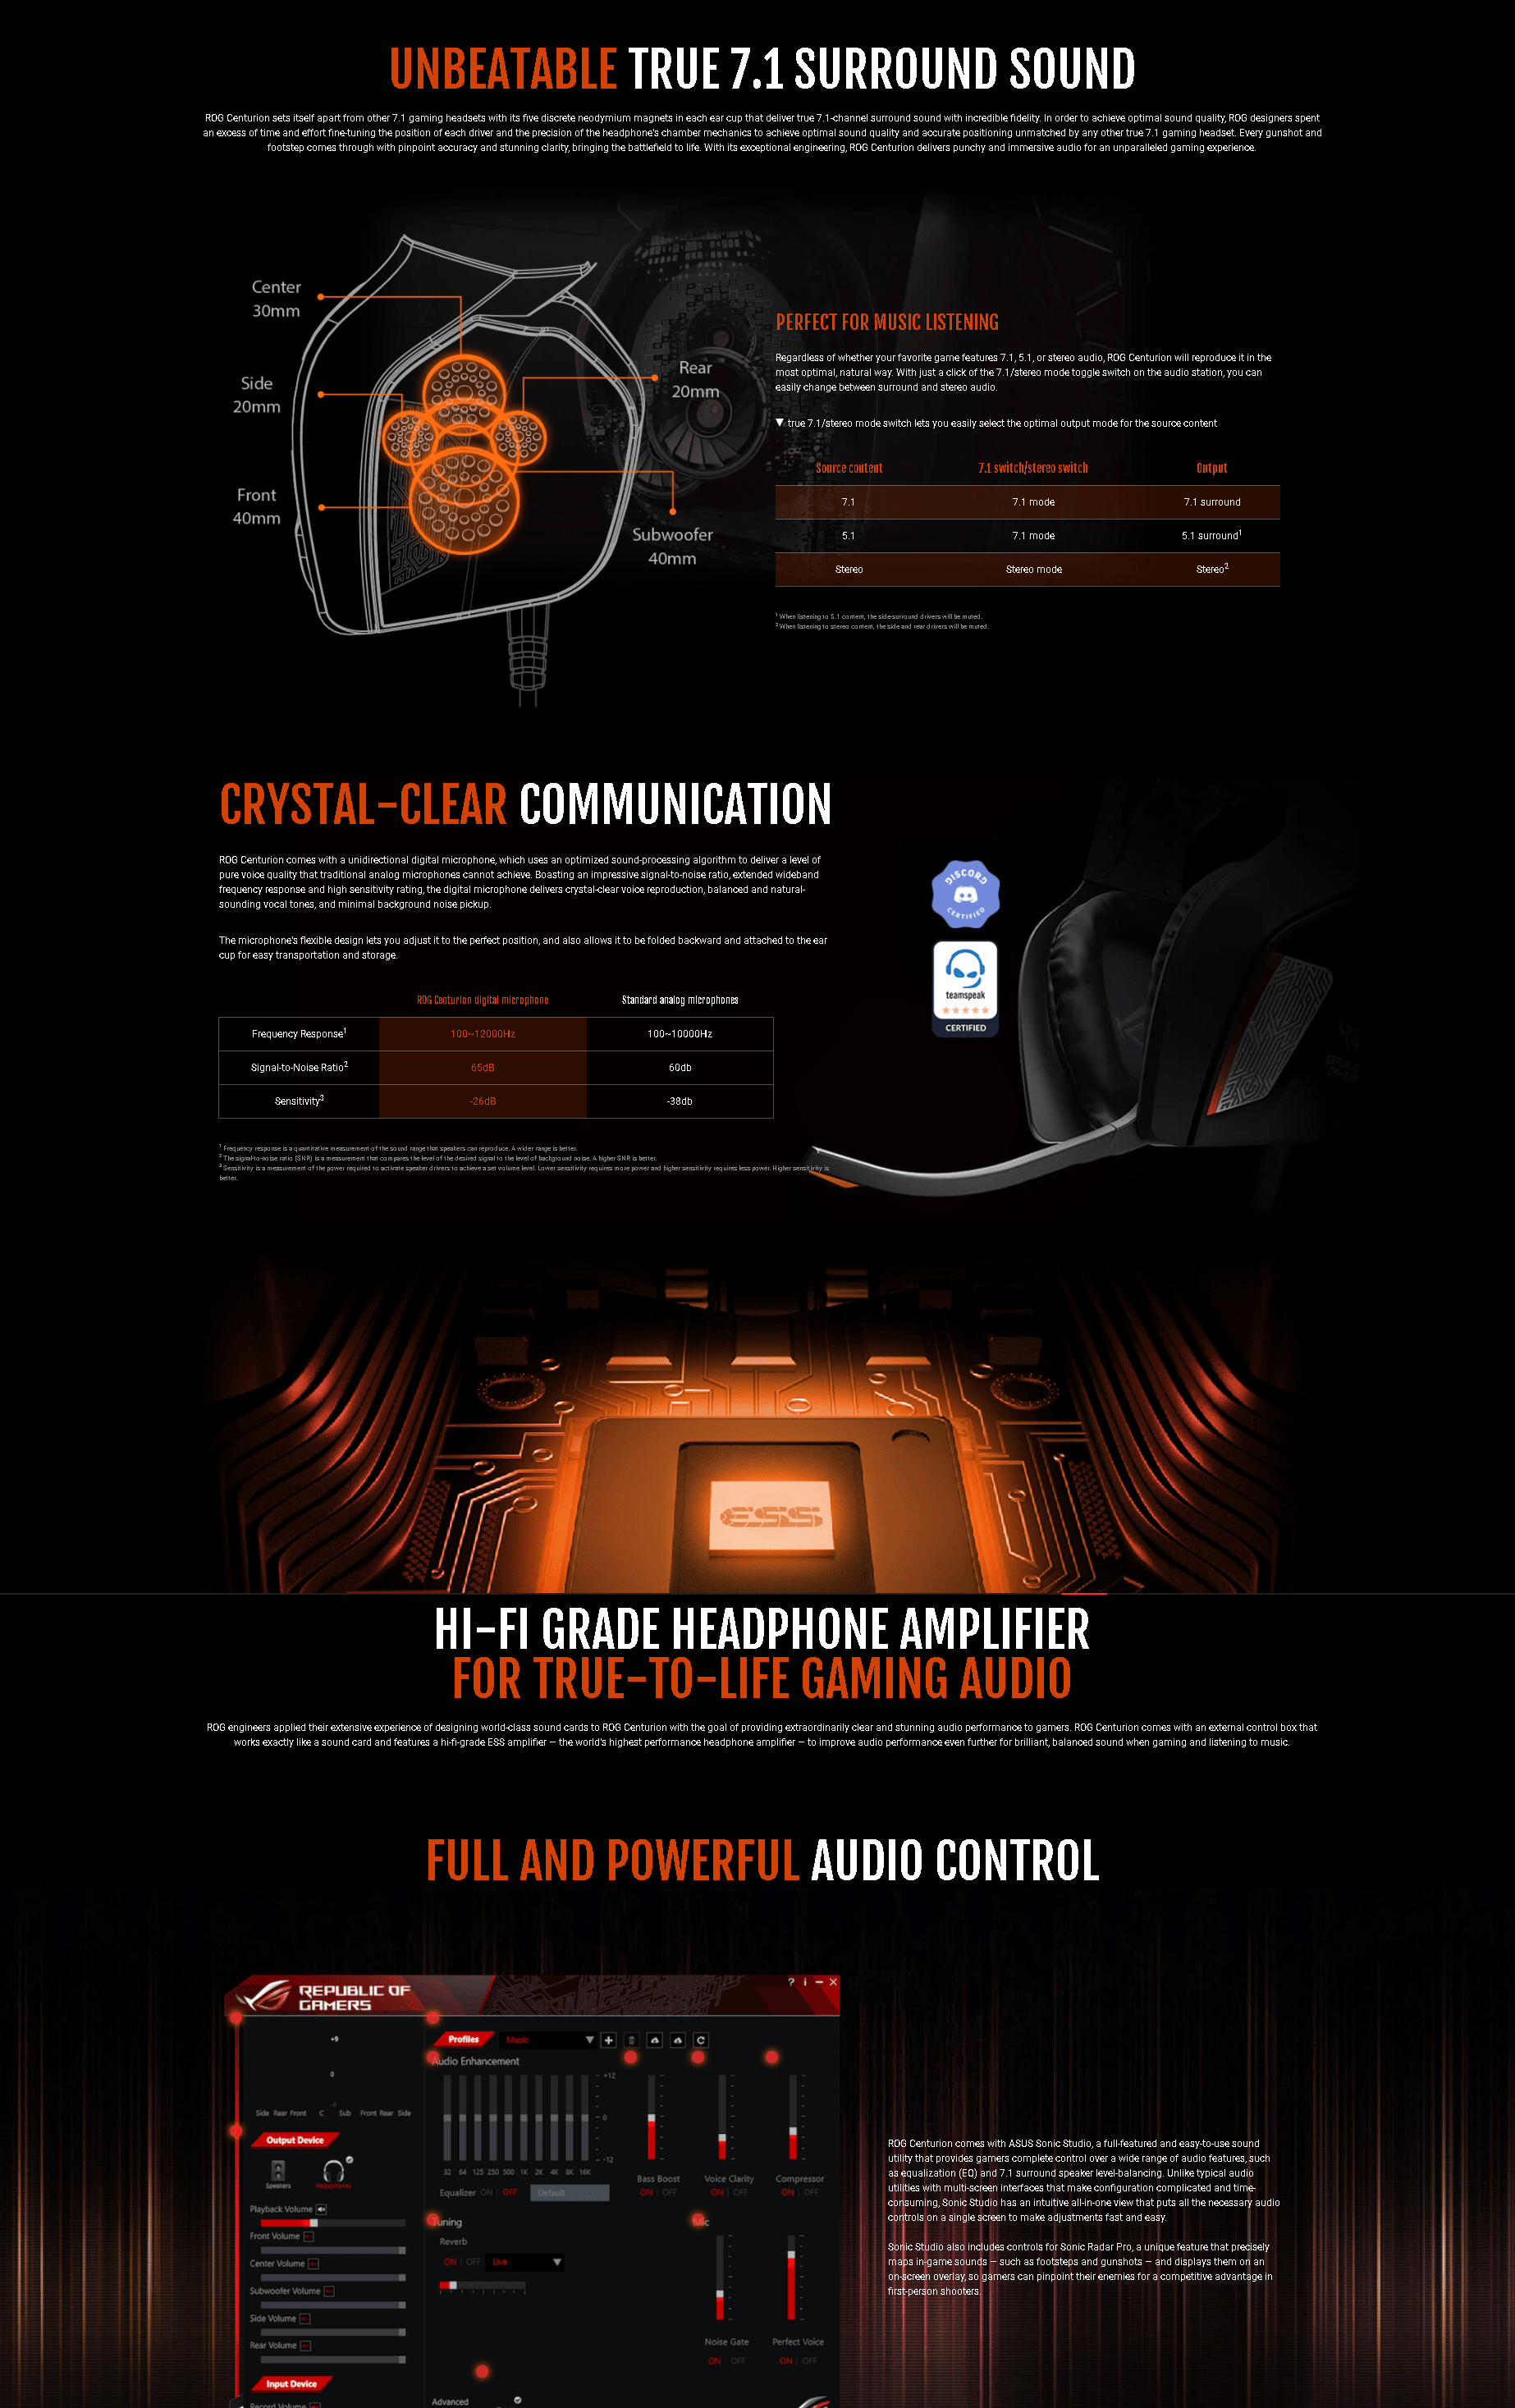 UNBEATABLE TRUE 7.1 SURROUND SOUND
ROG Centurion sets itself apart from other 7.1 gaming headsets with its five discrete neodymium magnets in each ear cup that deliver true 7.1-channel surround sound with incredible fidelity. In order to achieve optimal sound quality, ROG designers spent
an excess of time and effort fine-tuning the position of each driver and the precision of the headphone's chamber mechanics to achieve optimal sound quality and accurate positioning unmatched by any other true 7.1 gaming headset. Every gunshot and
footstep comes through with pinpoint accuracy and stunning clarity, bringing the battlefield to life. With its exceptional engineering, ROG Centurion delivers punchy and immersive audio for an unparalleled gaming experience.
Center
30mm
Side
20mm
Front
40mm
Rear
20mm
Subwoofer
40mm
PERFECT FOR MUSIC LISTENING
Regardless of whether your favorite game features 7.1, 5.1, or stereo audio, ROG Centurion will reproduce it in the
most optimal, natural way. With just a click of the 7.1/stereo mode toggle switch on the audio station, you can
easily change between surround and stereo audio.
▼ true 7.1/stereo mode switch lets you easily select the optimal output mode for the source content
Source content 7.1 switch/stereo switch Output
7.1 7.1 mode 7.1 surround
5.1 7.1 mode 5.1 surround1
Stereo Stereo mode Stereo2
1 When listening to 5.1 content, the side-surround drivers will be muted.
2 When listening to stereo content, the side and rear drivers will be muted.
CRYSTAL-CLEAR COMMUNICATION
ROG Centurion comes with a unidirectional digital microphone, which uses an optimized sound-processing algorithm to deliver a level of
pure voice quality that traditional analog microphones cannot achieve. Boasting an impressive signal-to-noise ratio, extended wideband
frequency response and high sensitivity rating, the digital microphone delivers crystal-clear voice reproduction, balanced and natural-
sounding vocal tones, and minimal background noise pickup.
The microphone's flexible design lets you adjust it to the perfect position, and also allows it to be folded backward and attached to the ear
cup for easy transportation and storage.
ROG Centurion digital microphone Standard analog microphones
Frequency Response1 100~12000Hz 100~10000Hz
Signal-to-Noise Ratio2 65dB 60db
Sensitivity3 -26dB -38db
1 Frequency response is a quantitative measurement of the sound range that speakers can reproduce. A wider range is better.
2 The signal-to-noise ratio (SNR) is a measurement that compares the level of the desired signal to the level of background noise. A higher SNR is better.
3 Sensitivity is a measurement of the power required to activate speaker drivers to achieve a set volume level. Lower sensitivity requires more power and higher sensitivity requires less power. Higher sensitivity is
better.
DISCORD
CERTIFIED
teamspeak
CERTIFIED
ESS
HI-FI GRADE HEADPHONE AMPLIFIER
FOR TRUE-TO-LIFE GAMING AUDIO
ROG engineers applied their extensive experience of designing world-class sound cards to ROG Centurion with the goal of providing extraordinarily clear and stunning audio performance to gamers. ROG Centurion comes with an external control box that
works exactly like a sound card and features a hi-fi-grade ESS amplifier – the world's highest performance headphone amplifier – to improve audio performance even further for brilliant, balanced sound when gaming and listening to music.
FULL AND POWERFUL AUDIO CONTROL
REPUBLIC OF
GAMERS
? i
+9
0
Side Rear Front C Sub Front Rear Side
Output Device
Speakers Headphones
Playback Volume
Front Volume
Center Volume
Subwoofer Volume
Side Volume
Rear Volume
Input Device
Record Volume
Profiles Music
Audio Enhancement
+12
0
-12
32 64 125 250 500 1K 2K 4K 8K 16K
Equalizer ON | OFF Default
Bass Boost Voice Clarity Compressor
ON | OFF ON | OFF ON | OFF
Tuning
Reverb
ON | OFF Live
Mic
Noise Gate Perfect Voice
ON | OFF ON | OFF
Advanced
ROG Centurion comes with ASUS Sonic Studio, a full-featured and easy-to-use sound
utility that provides gamers complete control over a wide range of audio features, such
as equalization (EQ) and 7.1 surround speaker level-balancing. Unlike typical audio
utilities with multi-screen interfaces that make configuration complicated and time-
consuming, Sonic Studio has an intuitive all-in-one view that puts all the necessary audio
controls on a single screen to make adjustments fast and easy.
Sonic Studio also includes controls for Sonic Radar Pro, a unique feature that precisely
maps in-game sounds – such as footsteps and gunshots – and displays them on an
on-screen overlay, so gamers can pinpoint their enemies for a competitive advantage in
first-person shooters.